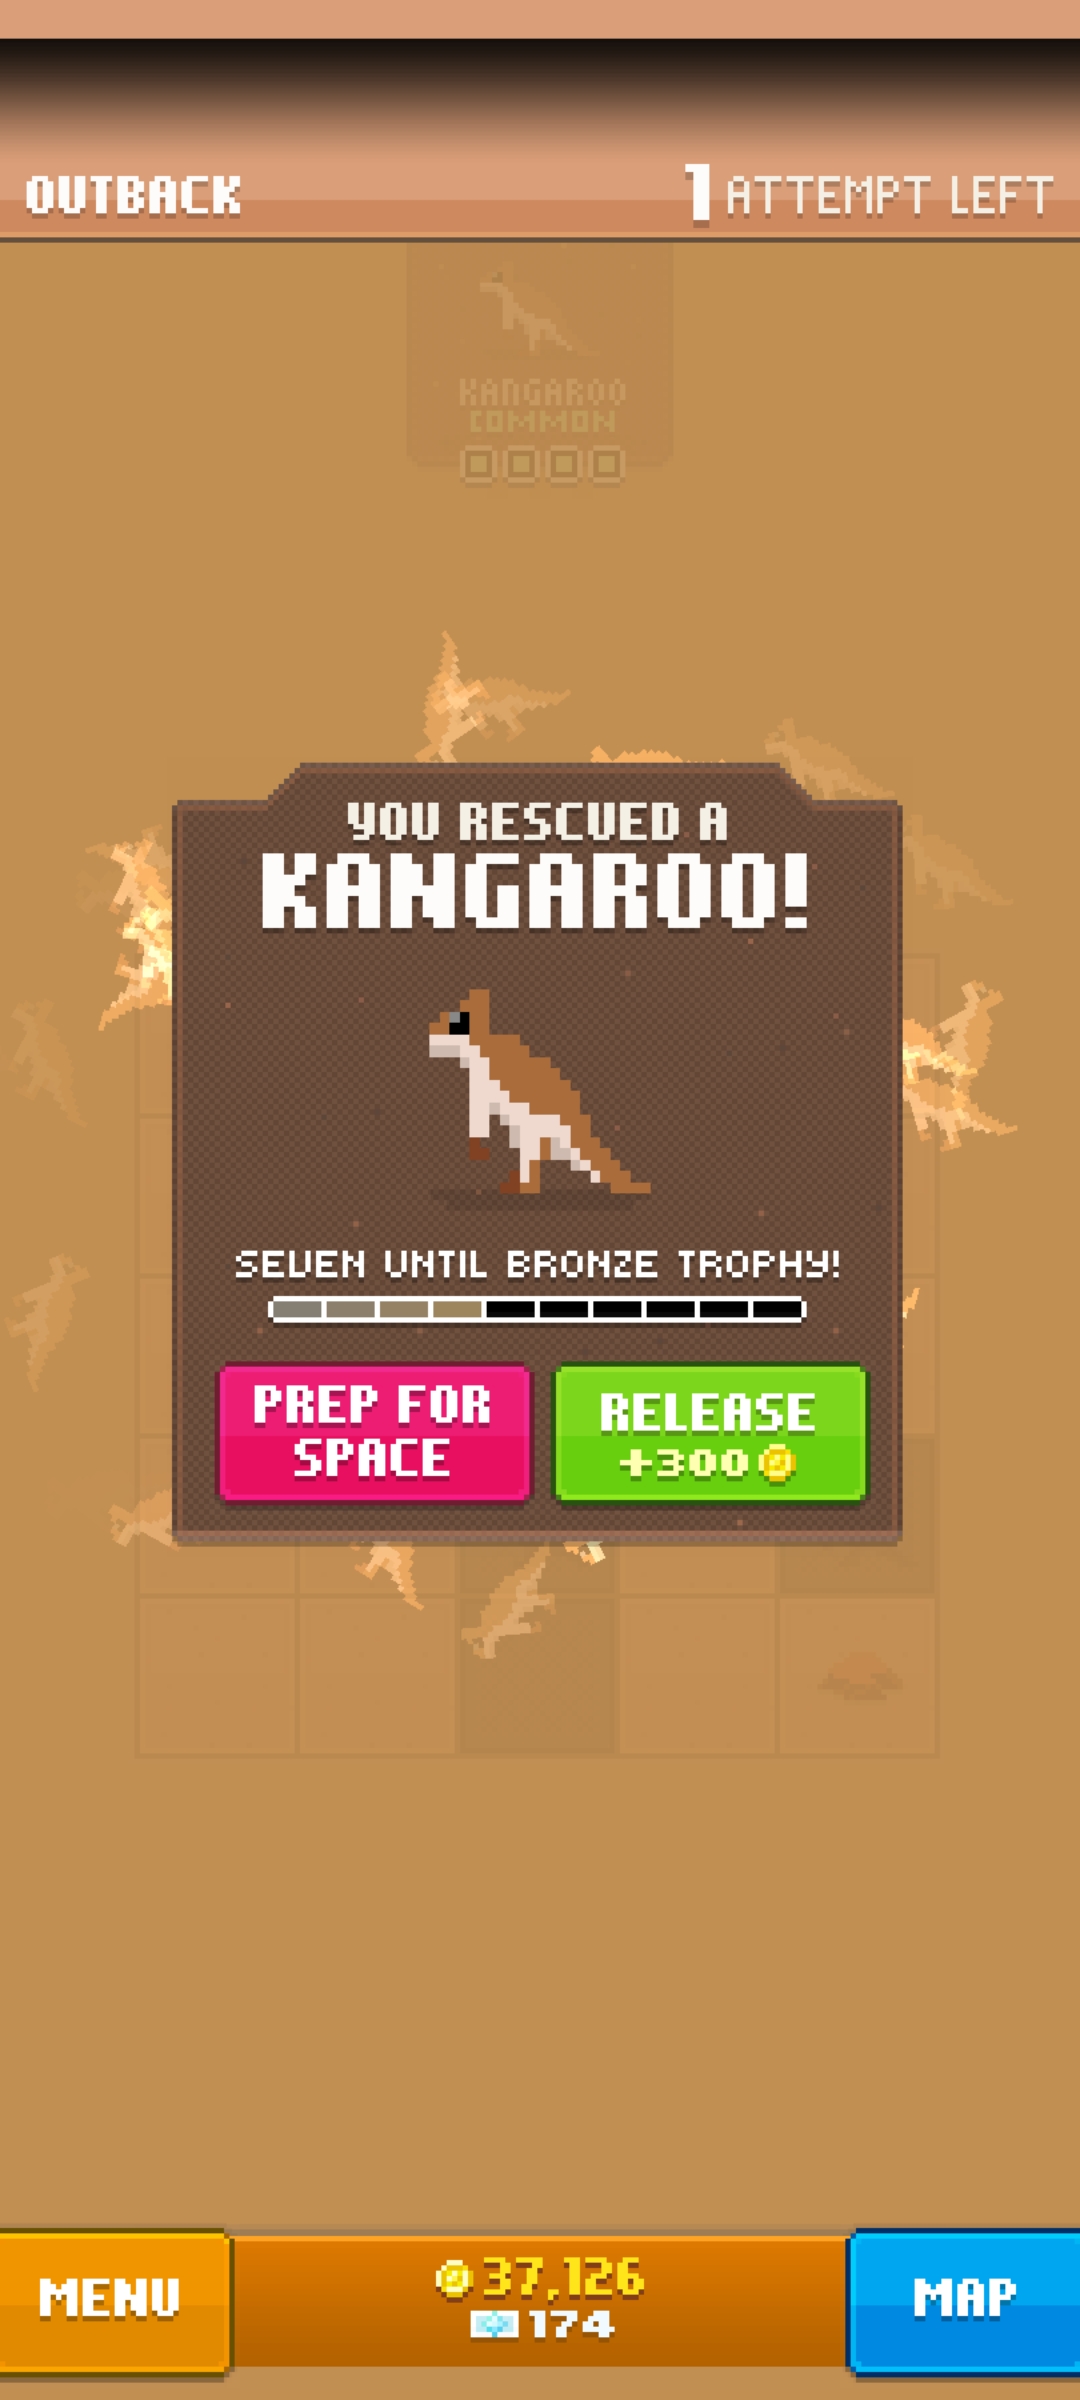 OUTBACK
1 ATTEMPT LEFT
KANGAROO
COMMON
YOU RESCUED A
KANGAROO!
SEVEN UNTIL BRONZE TROPHY!
PREP FOR
SPACE
RELEASE
+300
MENU
37,126
174
MAP